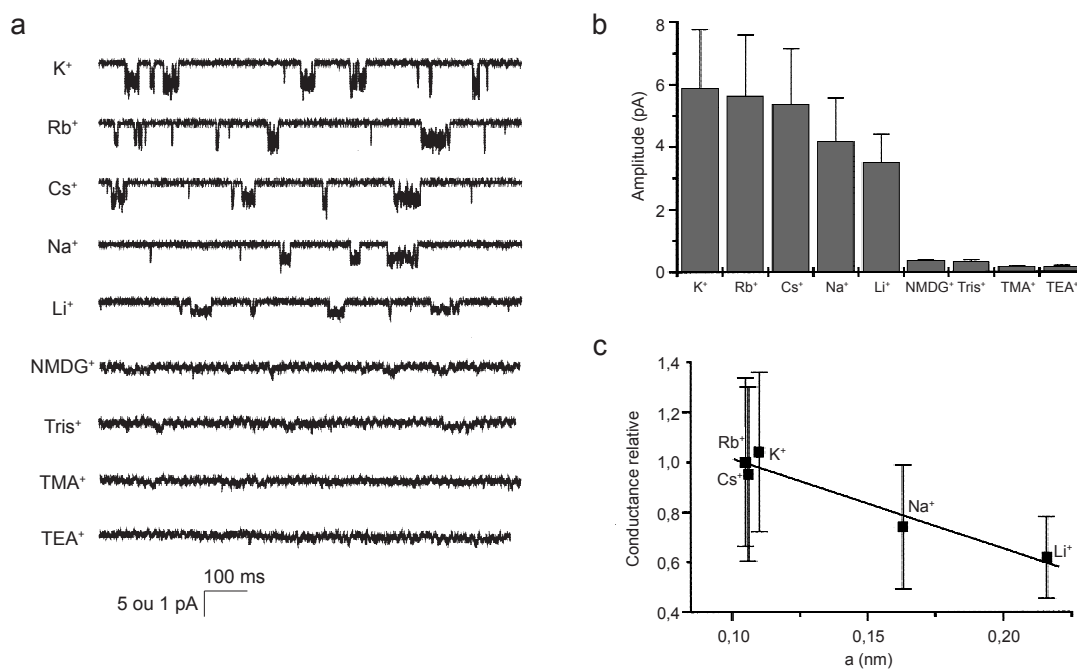 a
K⁺
Rb⁺
Cs⁺
Na⁺
Li⁺
NMDG⁺
Tris⁺
TMA⁺
TEA⁺
100 ms
5 ou 1 pA
b
Amplitude (pA)
8
6
4
2
0
K⁺ Rb⁺ Cs⁺ Na⁺ Li⁺ NMDG⁺ Tris⁺ TMA⁺ TEA⁺
c
Conductance relative
1,4
1,2
1,0
0,8
0,6
0,4
Rb⁺
K⁺
Cs⁺
Na⁺
Li⁺
0,10 0,15 0,20
a (nm)